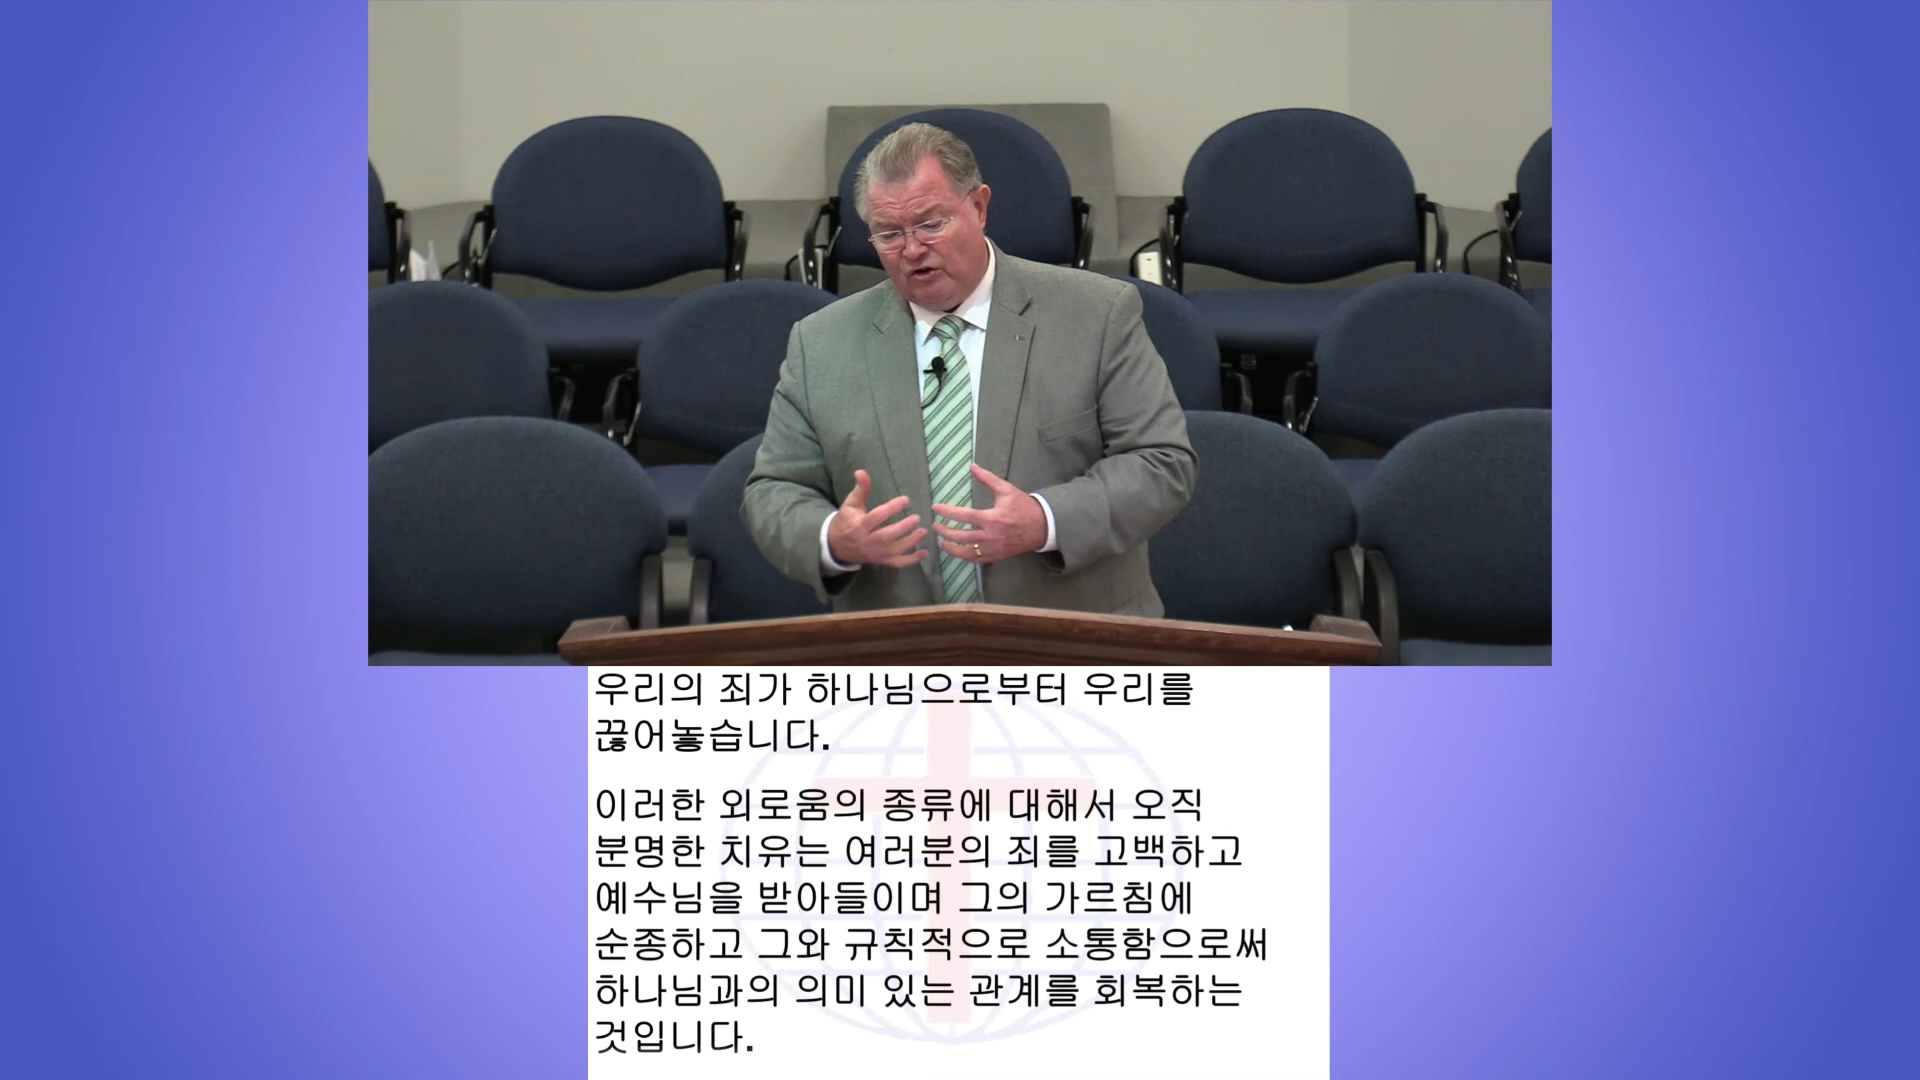 우리의 죄가 하나님으로부터 우리를
끊어놓습니다.
이러한 외로움의 종류에 대해서 오직
분명한 치유는 여러분의 죄를 고백하고
예수님을 받아들이며 그의 가르침에
순종하고 그와 규칙적으로 소통함으로써
하나님과의 의미 있는 관계를 회복하는
것입니다.